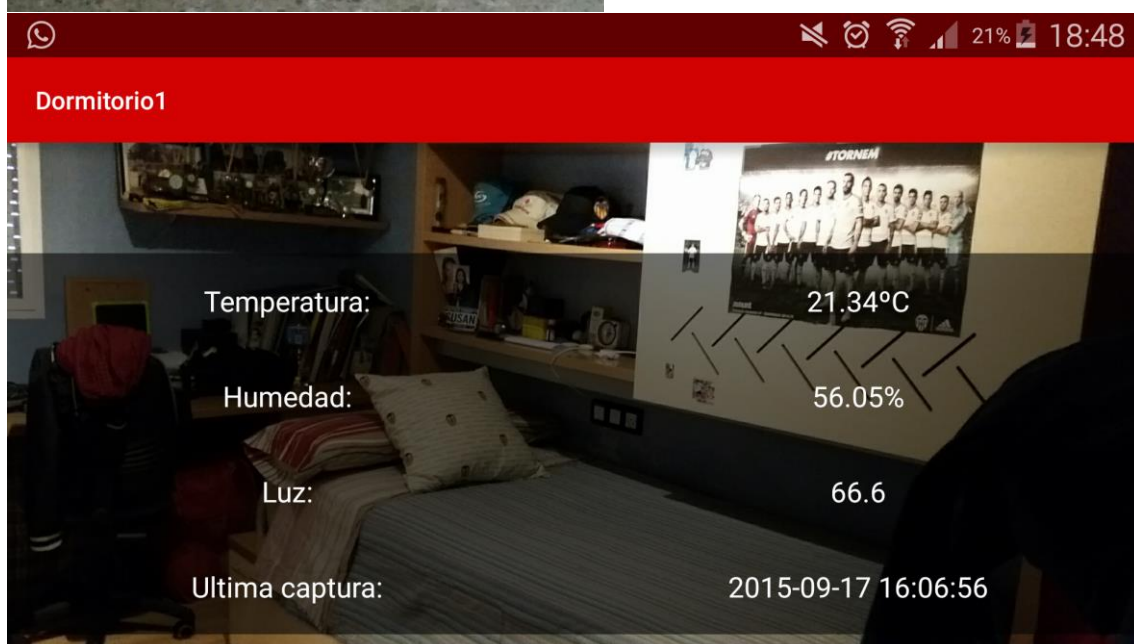 21% 18:48
Dormitorio1
#TORNEM
Temperatura: 21.34ºC
Humedad: 56.05%
Luz: 66.6
Ultima captura: 2015-09-17 16:06:56